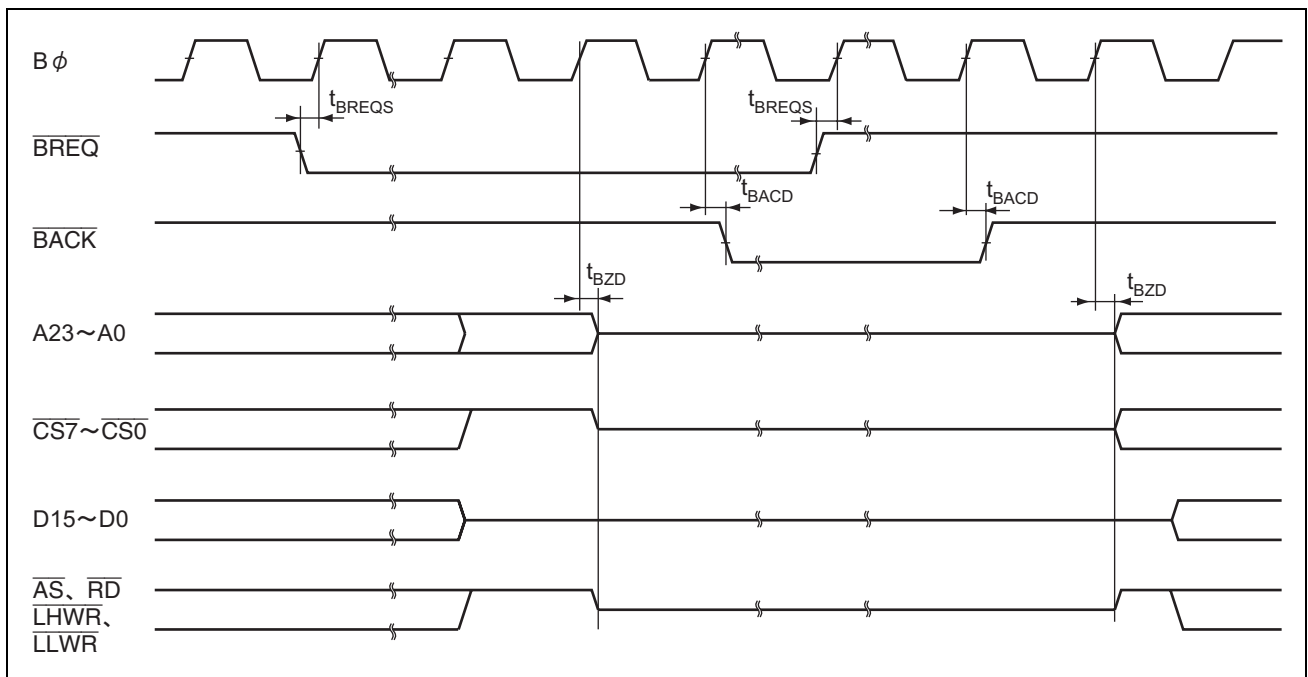 Bφ
tBREQS
tBREQS
BREQ
tBACD
tBACD
BACK
tBZD
tBZD
A23～A0
CS7～CS0
D15～D0
AS、RD
LHWR、
LLWR